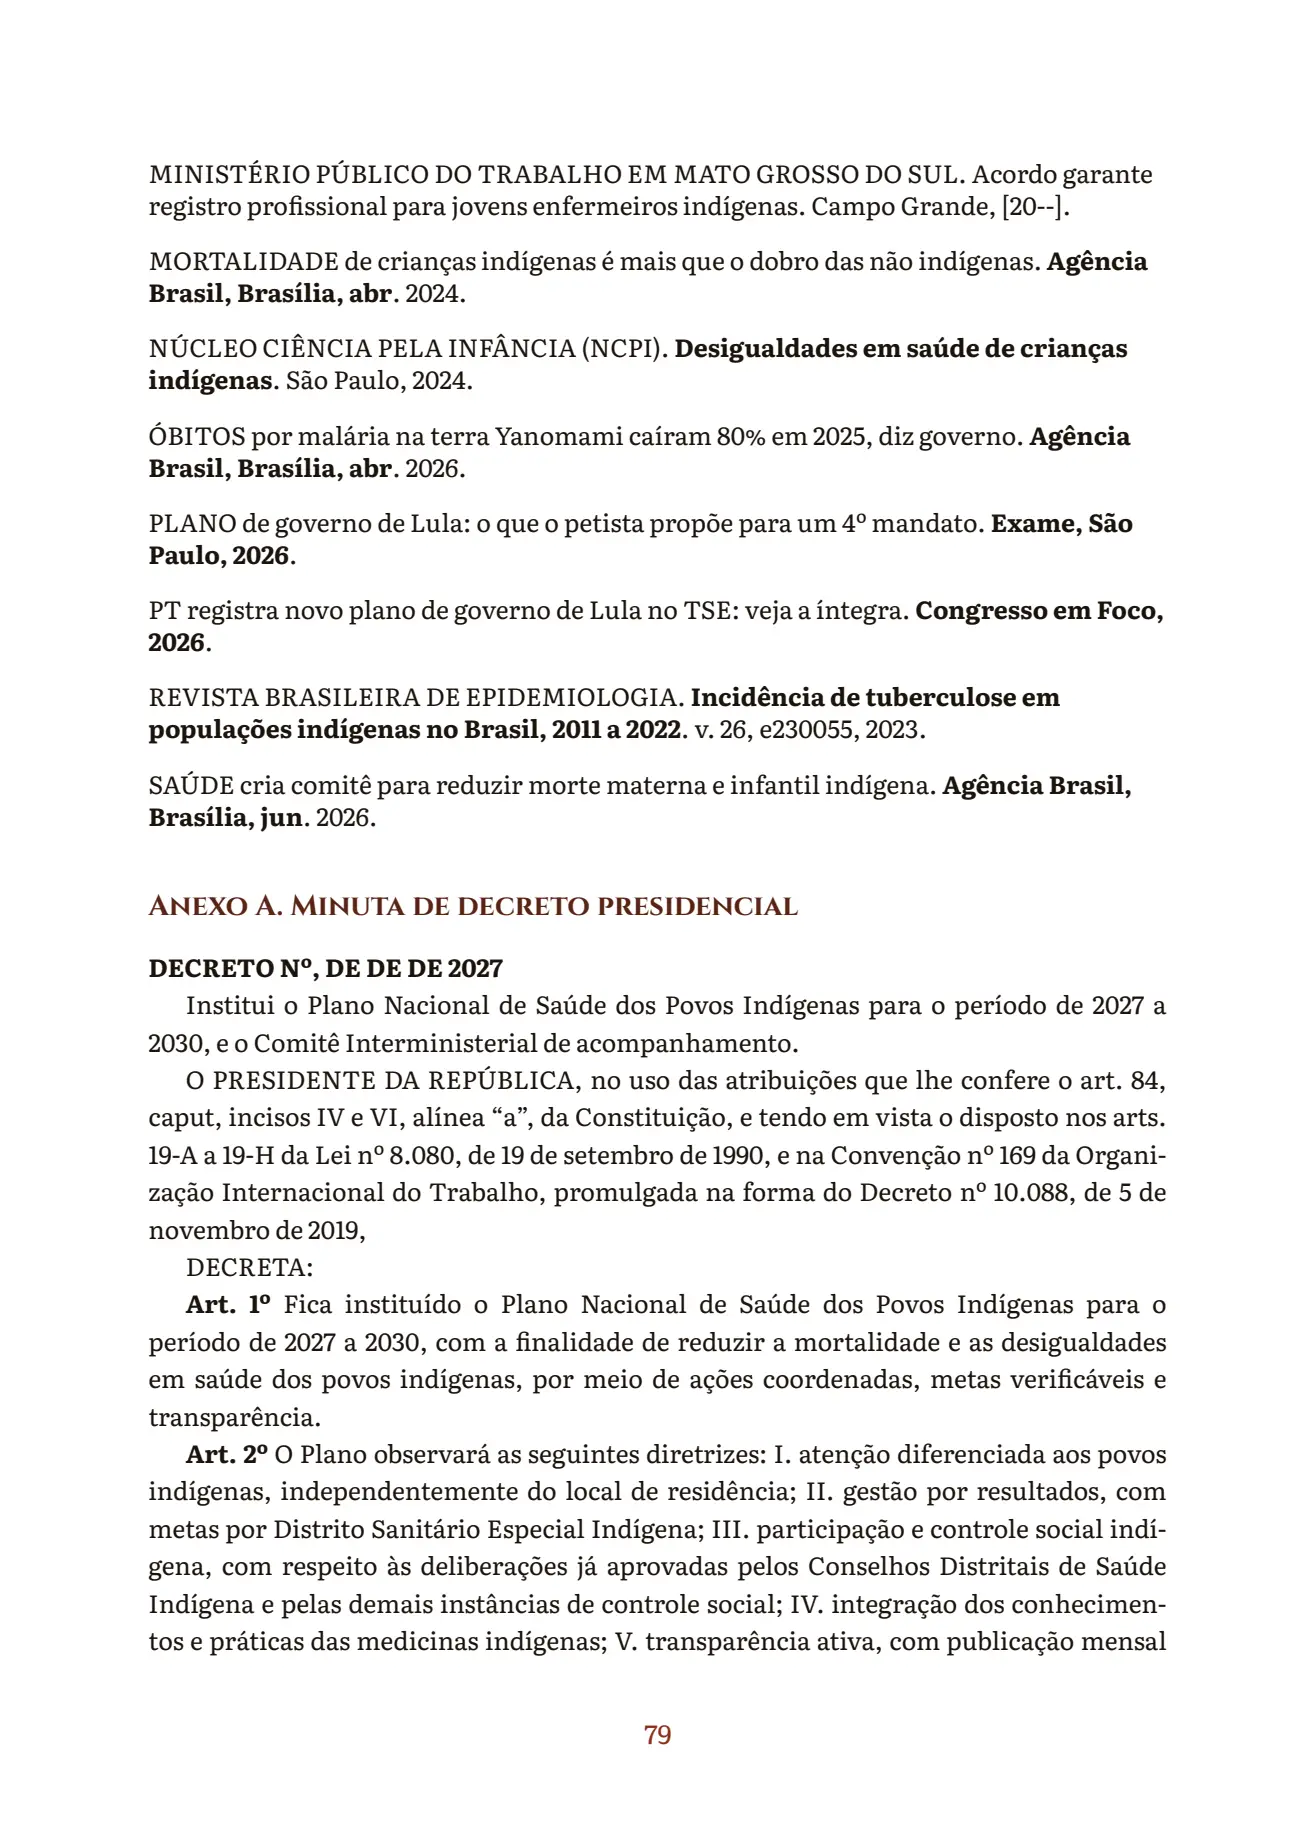 MINISTÉRIO PÚBLICO DO TRABALHO EM MATO GROSSO DO SUL. Acordo garante
registro profissional para jovens enfermeiros indígenas. Campo Grande, [20--].
MORTALIDADE de crianças indígenas é mais que o dobro das não indígenas. Agência
Brasil, Brasília, abr. 2024.
NÚCLEO CIÊNCIA PELA INFÂNCIA (NCPI). Desigualdades em saúde de crianças
indígenas. São Paulo, 2024.
ÓBITOS por malária na terra Yanomami caíram 80% em 2025, diz governo. Agência
Brasil, Brasília, abr. 2026.
PLANO de governo de Lula: o que o petista propõe para um 4º mandato. Exame, São
Paulo, 2026.
PT registra novo plano de governo de Lula no TSE: veja a íntegra. Congresso em Foco,
2026.
REVISTA BRASILEIRA DE EPIDEMIOLOGIA. Incidência de tuberculose em
populações indígenas no Brasil, 2011 a 2022. v. 26, e230055, 2023.
SAÚDE cria comitê para reduzir morte materna e infantil indígena. Agência Brasil,
Brasília, jun. 2026.
Anexo A. Minuta de decreto presidencial
DECRETO Nº, DE DE DE 2027
Institui o Plano Nacional de Saúde dos Povos Indígenas para o período de 2027 a
2030, e o Comitê Interministerial de acompanhamento.
O PRESIDENTE DA REPÚBLICA, no uso das atribuições que lhe confere o art. 84,
caput, incisos IV e VI, alínea “a”, da Constituição, e tendo em vista o disposto nos arts.
19-A a 19-H da Lei nº 8.080, de 19 de setembro de 1990, e na Convenção nº 169 da Organi-
zação Internacional do Trabalho, promulgada na forma do Decreto nº 10.088, de 5 de
novembro de 2019,
DECRETA:
Art. 1º Fica instituído o Plano Nacional de Saúde dos Povos Indígenas para o
período de 2027 a 2030, com a finalidade de reduzir a mortalidade e as desigualdades
em saúde dos povos indígenas, por meio de ações coordenadas, metas verificáveis e
transparência.
Art. 2º O Plano observará as seguintes diretrizes: I. atenção diferenciada aos povos
indígenas, independentemente do local de residência; II. gestão por resultados, com
metas por Distrito Sanitário Especial Indígena; III. participação e controle social indí-
gena, com respeito às deliberações já aprovadas pelos Conselhos Distritais de Saúde
Indígena e pelas demais instâncias de controle social; IV. integração dos conhecimen-
tos e práticas das medicinas indígenas; V. transparência ativa, com publicação mensal
79